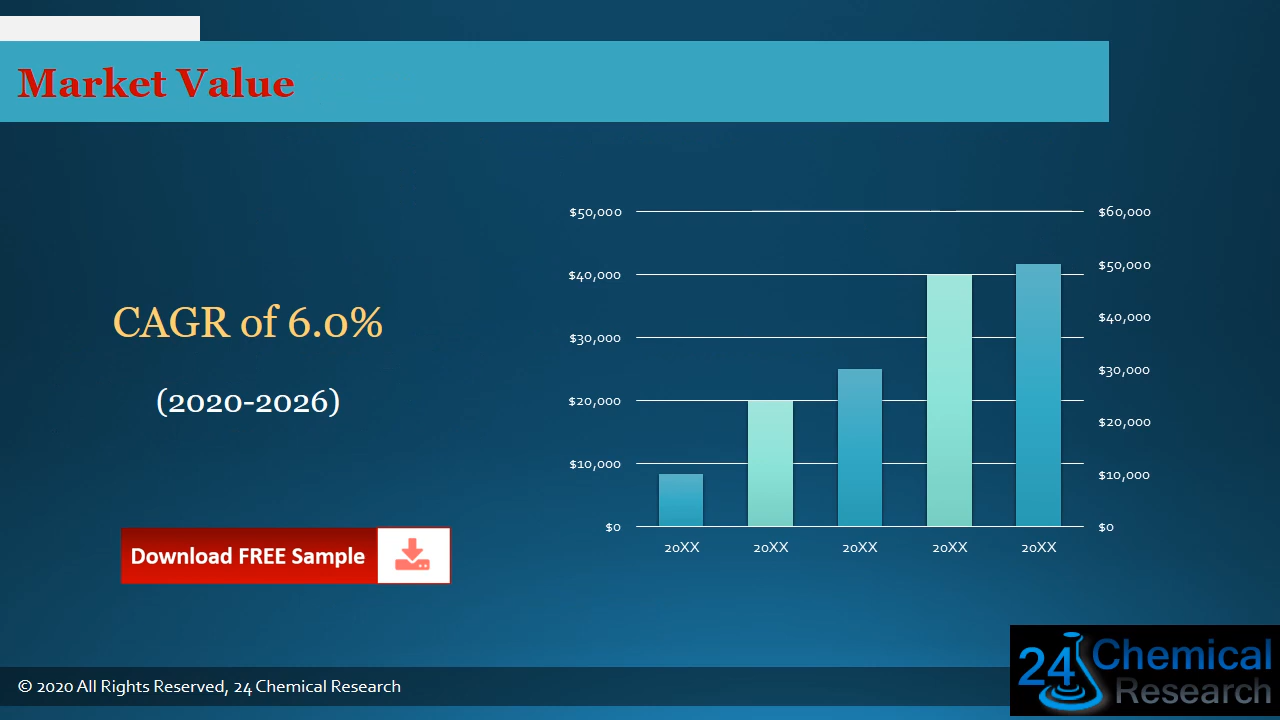 Market Value
CAGR of 6.0%
(2020-2026)
Download FREE Sample
$50,000
$40,000
$30,000
$20,000
$10,000
$0
$60,000
$50,000
$40,000
$30,000
$20,000
$10,000
$0
20XX 20XX 20XX 20XX 20XX
© 2020 All Rights Reserved, 24 Chemical Research
24 Chemical
Research